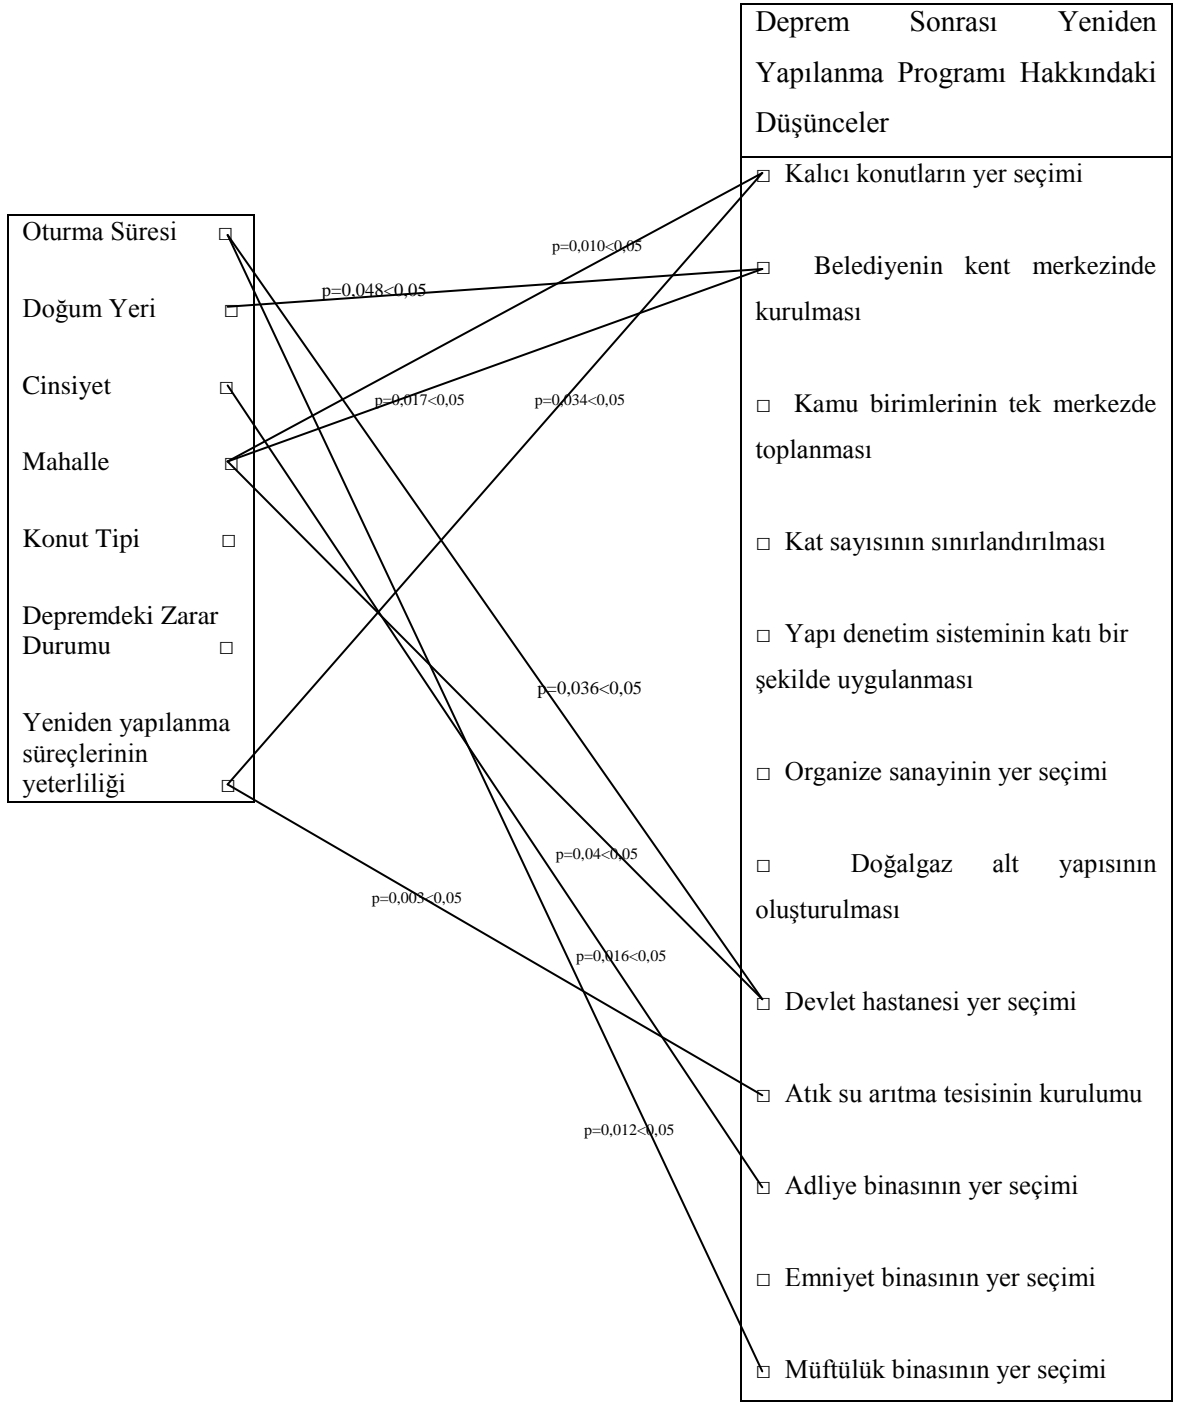 Deprem Sonrası Yeniden
Yapılanma Programı Hakkındaki
Düşünceler
Oturma Süresi
Doğum Yeri
Cinsiyet
Mahalle
Konut Tipi
Depremdeki Zarar
Durumu
Yeniden yapılanma
süreçlerinin
yeterliliği
p=0,010<0,05
p=0,048<0,05
p=0,017<0,05
p=0,034<0,05
p=0,036<0,05
p=0,04<0,05
p=0,003<0,05
p=0,016<0,05
p=0,012<0,05
Kalıcı konutların yer seçimi
Belediyenin kent merkezinde
kurulması
Kamu birimlerinin tek merkezde
toplanması
Kat sayısının sınırlandırılması
Yapı denetim sisteminin katı bir
şekilde uygulanması
Organize sanayinin yer seçimi
Doğalgaz alt yapısının
oluşturulması
Devlet hastanesi yer seçimi
Atık su arıtma tesisinin kurulumu
Adliye binasının yer seçimi
Emniyet binasının yer seçimi
Müftülük binasının yer seçimi